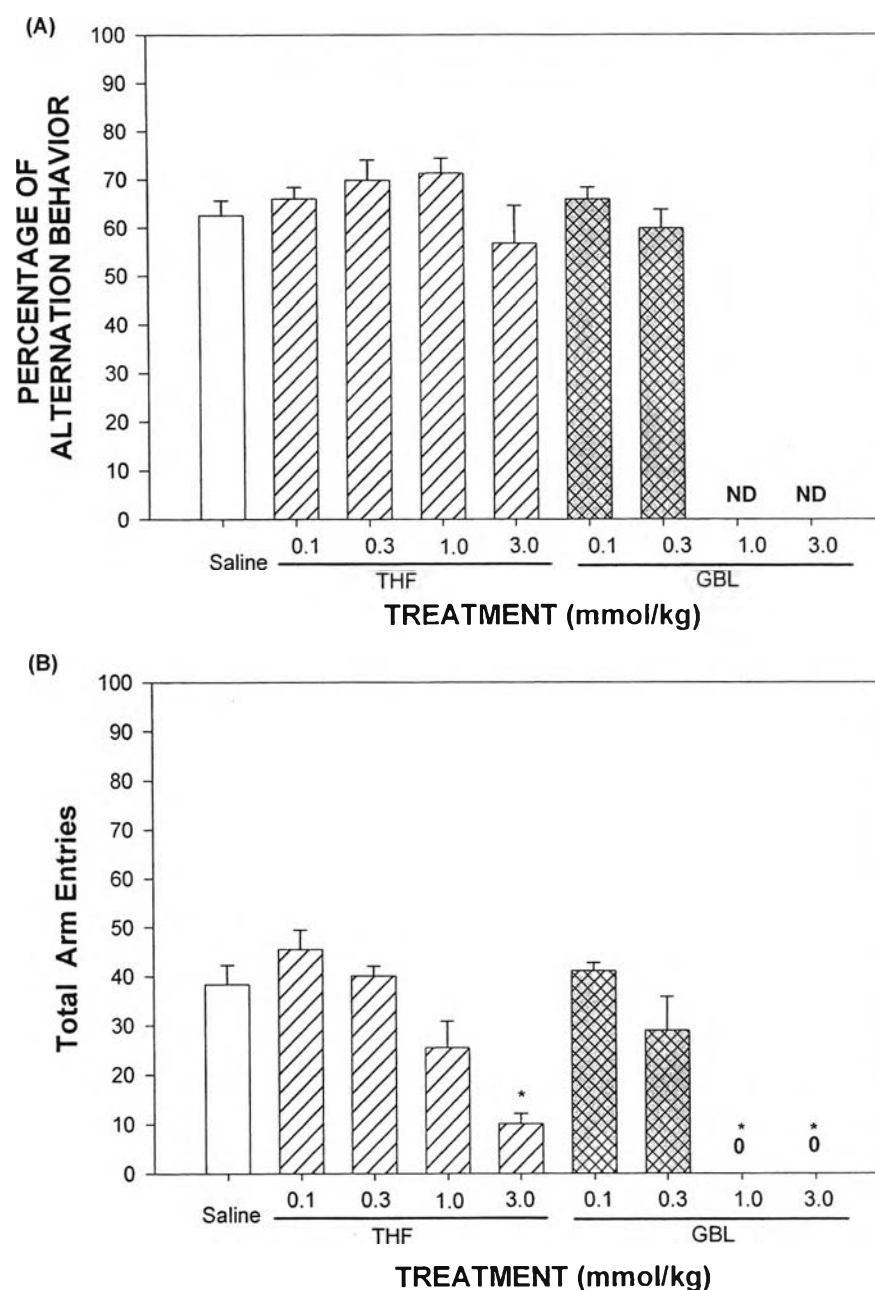 (A)
PERCENTAGE OF
ALTERNATION BEHAVIOR
100
90
80
70
60
50
40
30
20
10
0
ND ND
Saline 0.1 0.3 1.0 3.0 0.1 0.3 1.0 3.0
THF GBL
TREATMENT (mmol/kg)
(B)
Total Arm Entries
100
90
80
70
60
50
40
30
20
10
0
* * *
0 0
Saline 0.1 0.3 1.0 3.0 0.1 0.3 1.0 3.0
THF GBL
TREATMENT (mmol/kg)